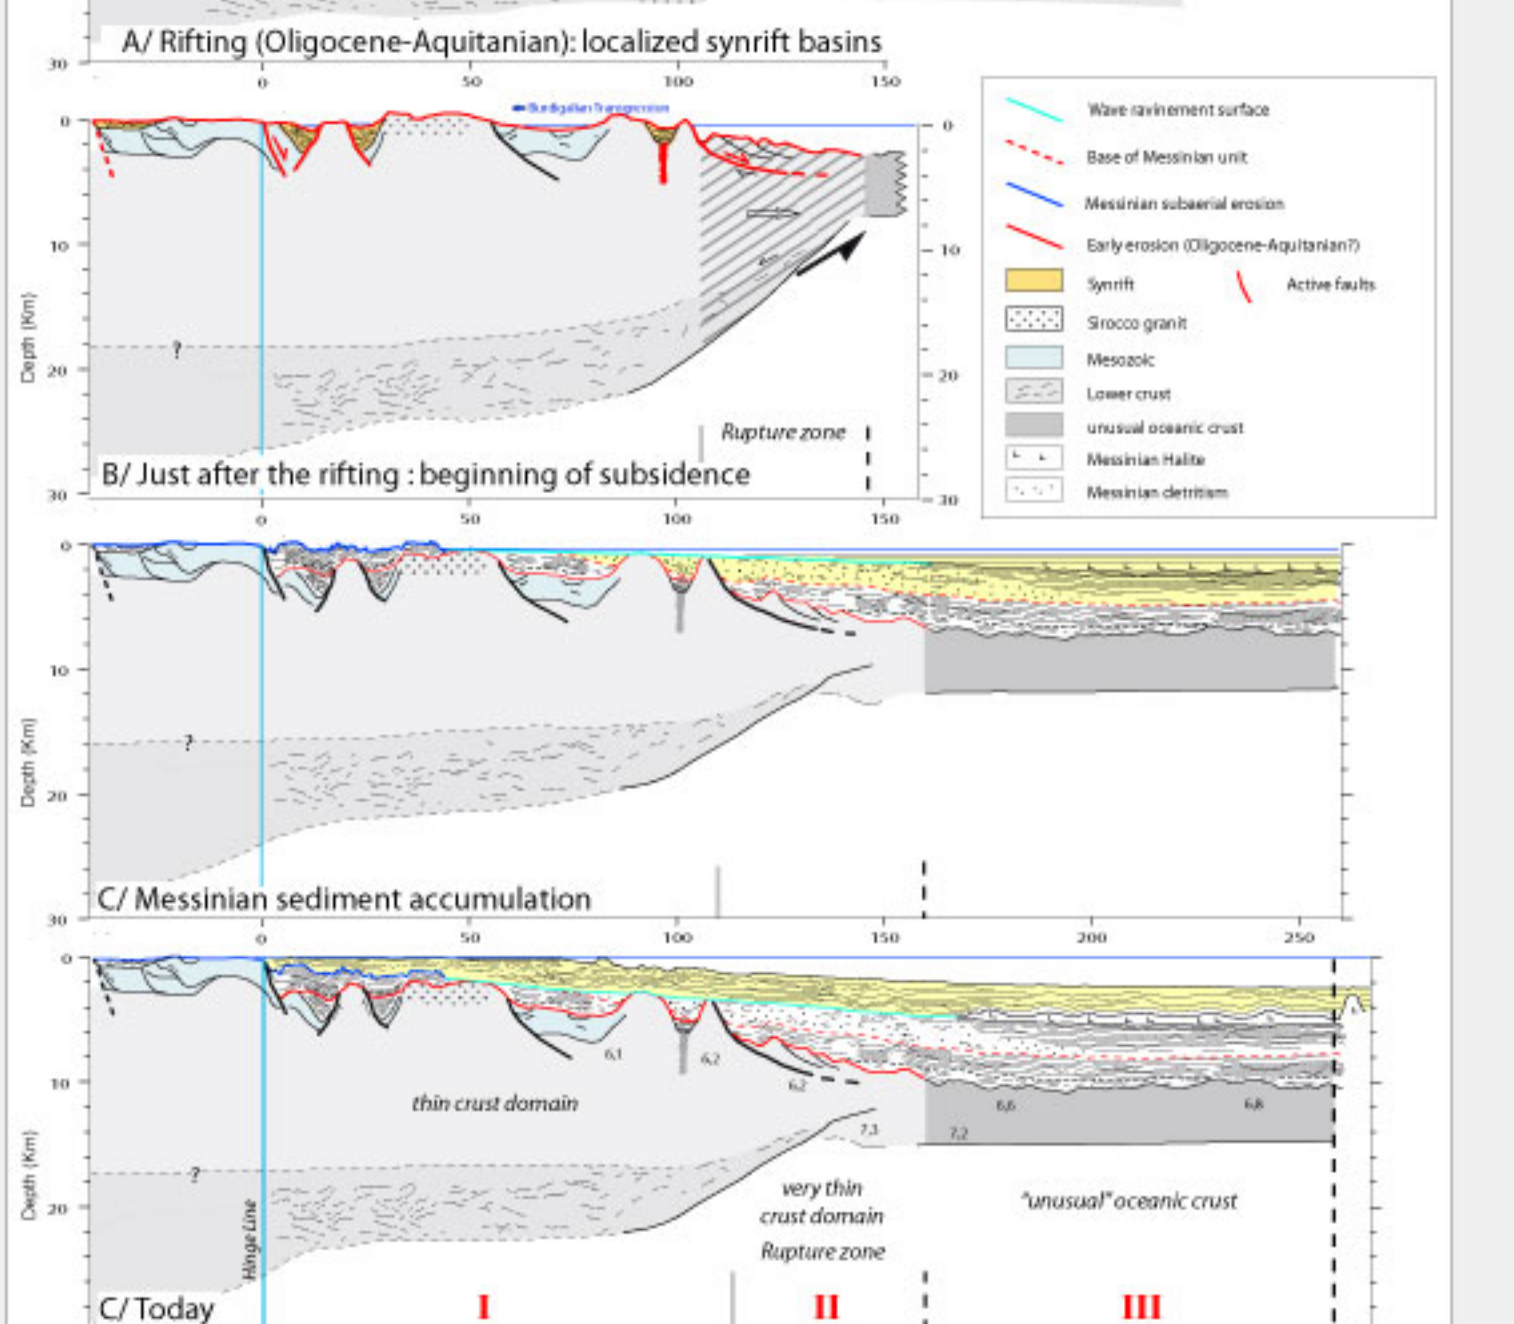 A/ Rifting (Oligocene-Aquitanian): localized synrift basins
30
0 50 100 150
Burdigalian Transgression
0
10
20
30
Depth (Km)
0
10
20
30
?
Rupture zone
B/ Just after the rifting : beginning of subsidence
Wave ravinement surface
Base of Messinian unit
Messinian subaerial erosion
Early erosion (Oligocene-Aquitanian?)
Synrift
Active faults
Sirocco granit
Mesozoic
Lower crust
unusual oceanic crust
Messinian Halite
Messinian detritism
0 50 100 150
0
10
20
30
Depth (Km)
?
C/ Messinian sediment accumulation
0 50 100 150 200 250
0
10
20
Depth (Km)
6,1
6,2
6,2
thin crust domain
7,3
7,2
6,6
6,8
?
Hinge Line
very thin
crust domain
Rupture zone
"unusual" oceanic crust
C/ Today
I
II
III